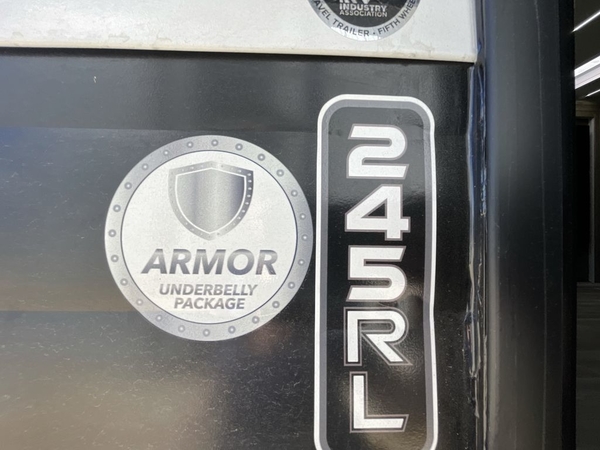 INDUSTRY
ASSOCIATION
TRAVEL TRAILER • FIFTH WHEEL
ARMOR
UNDERBELLY
PACKAGE
245RL